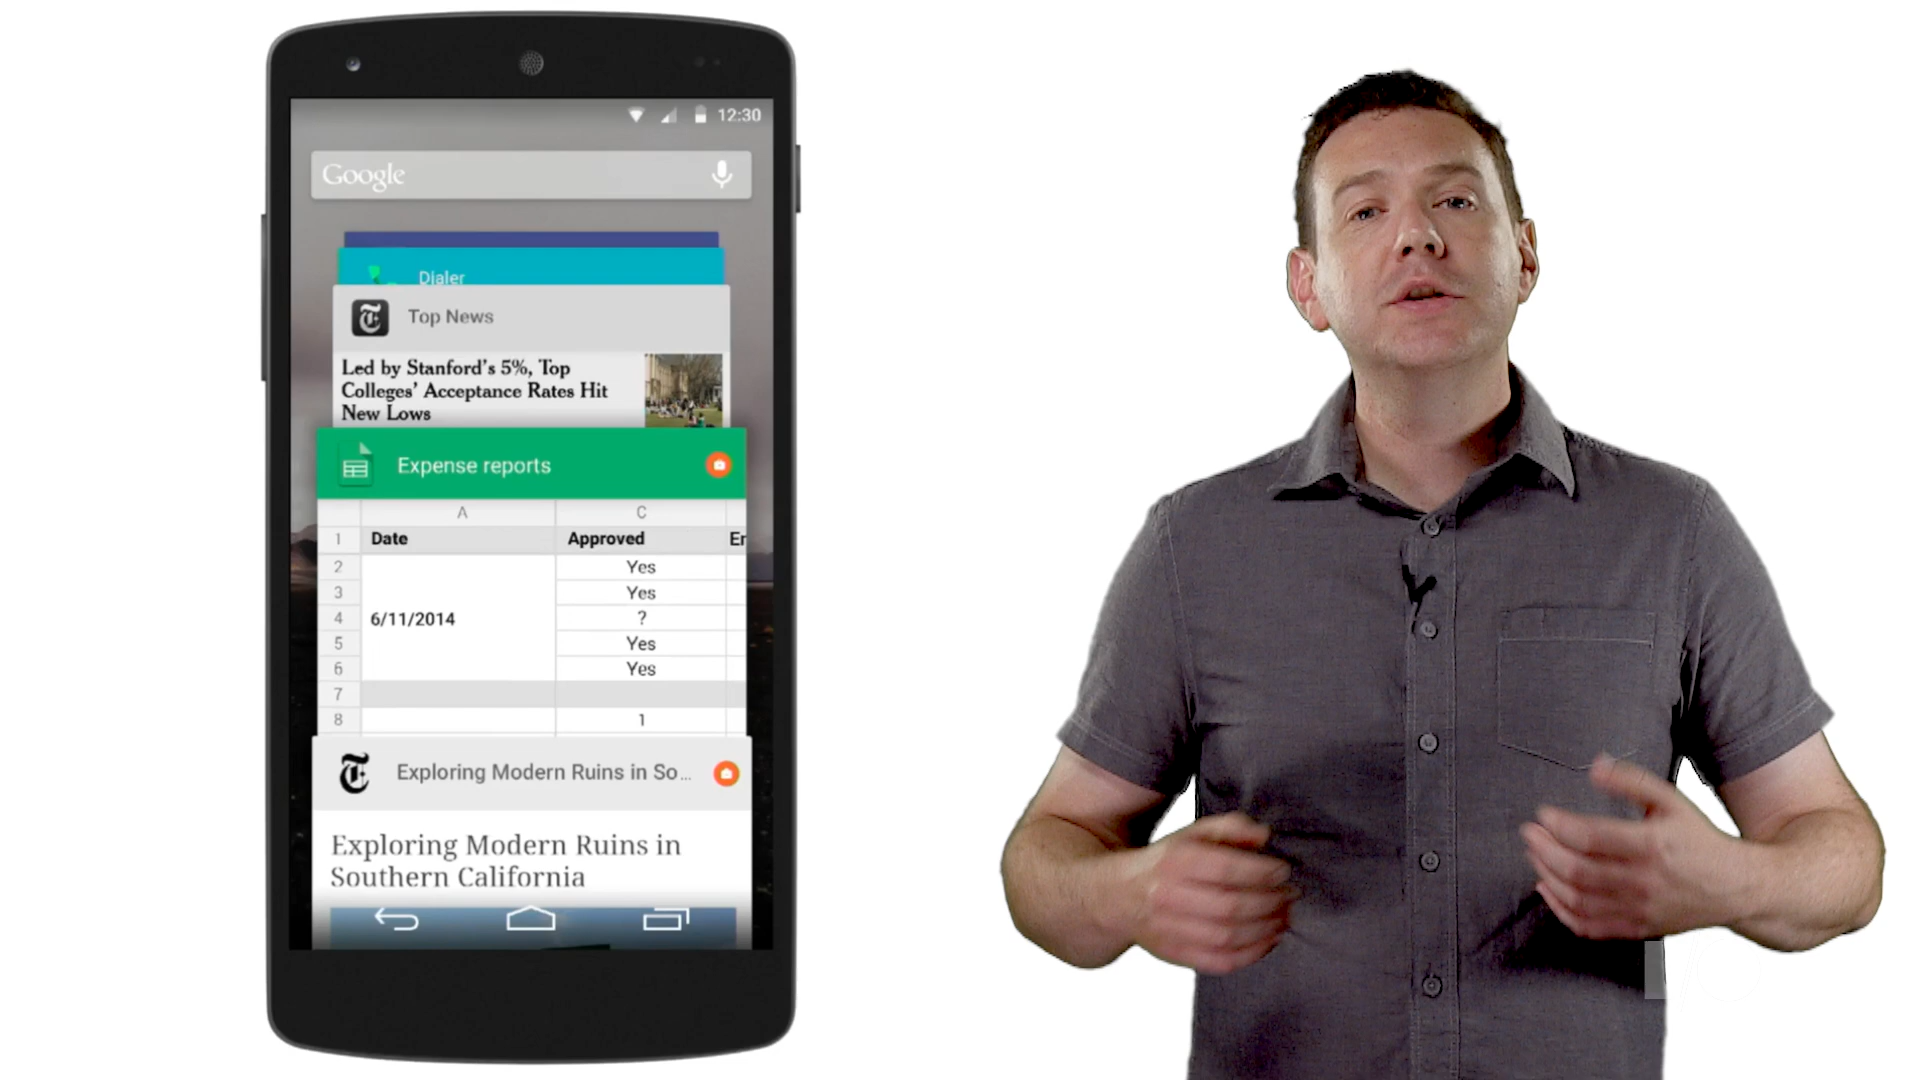 12:30
Google
Dialer
Top News
Led by Stanford's 5%, Top
Colleges' Acceptance Rates Hit
New Lows
Expense reports
A C
1 Date Approved Er
2 Yes
3 Yes
4 6/11/2014 ?
5 Yes
6 Yes
7
8 1
Exploring Modern Ruins in So...
Exploring Modern Ruins in
Southern California